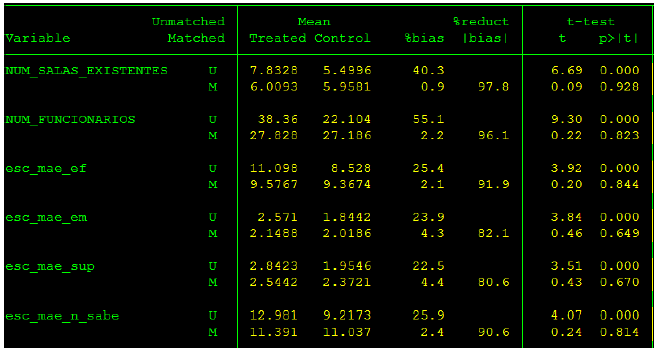 Unmatched Mean %reduct t-test
Variable Matched Treated Control %bias |bias| t p>|t|
NUM_SALAS_EXISTENTES U 7.8328 5.4996 40.3 6.69 0.000
M 6.0093 5.9581 0.9 97.8 0.09 0.928
NUM_FUNCIONARIOS U 38.36 22.104 55.1 9.30 0.000
M 27.828 27.186 2.2 96.1 0.22 0.823
esc_mae_ef U 11.098 8.528 25.4 3.92 0.000
M 9.5767 9.3674 2.1 91.9 0.20 0.844
esc_mae_em U 2.571 1.8442 23.9 3.84 0.000
M 2.1488 2.0186 4.3 82.1 0.46 0.649
esc_mae_sup U 2.8423 1.9546 22.5 3.51 0.000
M 2.5442 2.3721 4.4 80.6 0.43 0.670
esc_mae_n_sabe U 12.981 9.2173 25.9 4.07 0.000
M 11.391 11.037 2.4 90.6 0.24 0.814